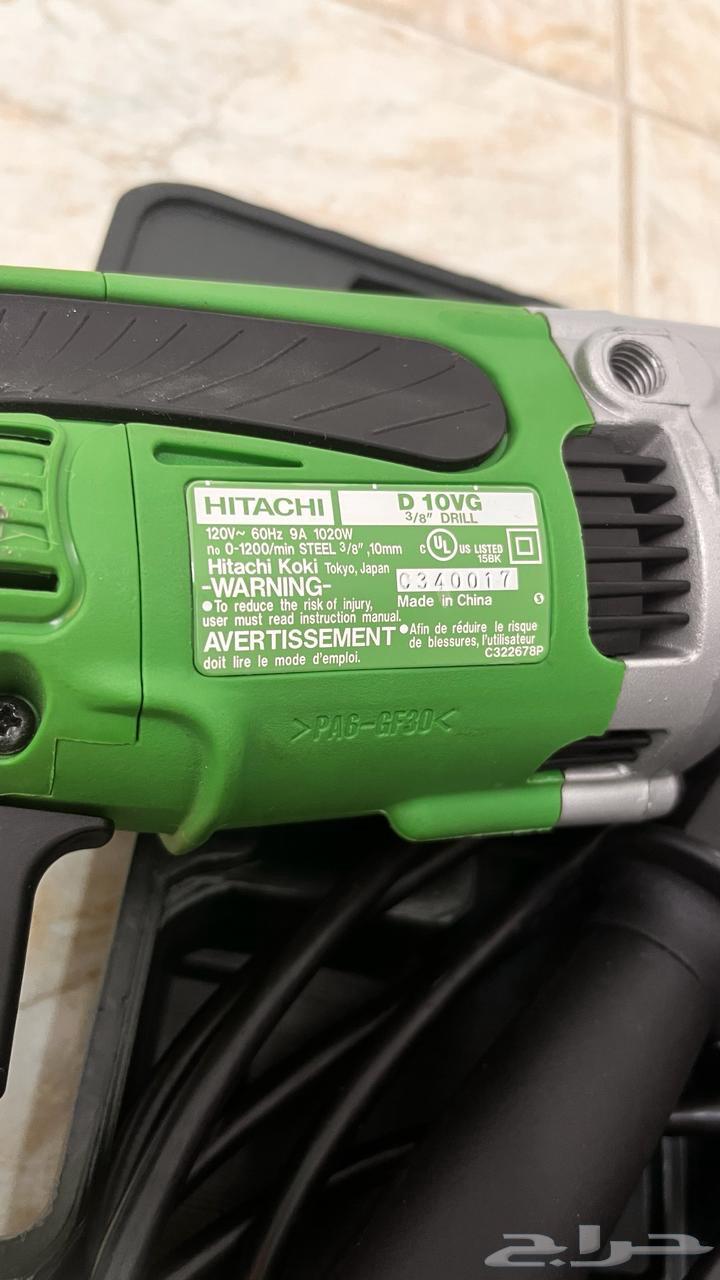 HITACHI
D 10VG
3/8" DRILL
120V~ 60Hz 9A 1020W
no 0-1200/min STEEL 3/8",10mm
C UL US LISTED
15BK
Hitachi Koki Tokyo, Japan
C340017
-WARNING-
Made in China
S
●To reduce the risk of injury,
user must read instruction manual.
AVERTISSEMENT ●Afin de réduire le risque
de blessures, l'utilisateur
doit lire le mode d'emploi.
C322678P
>PA6-GF30<
حراج